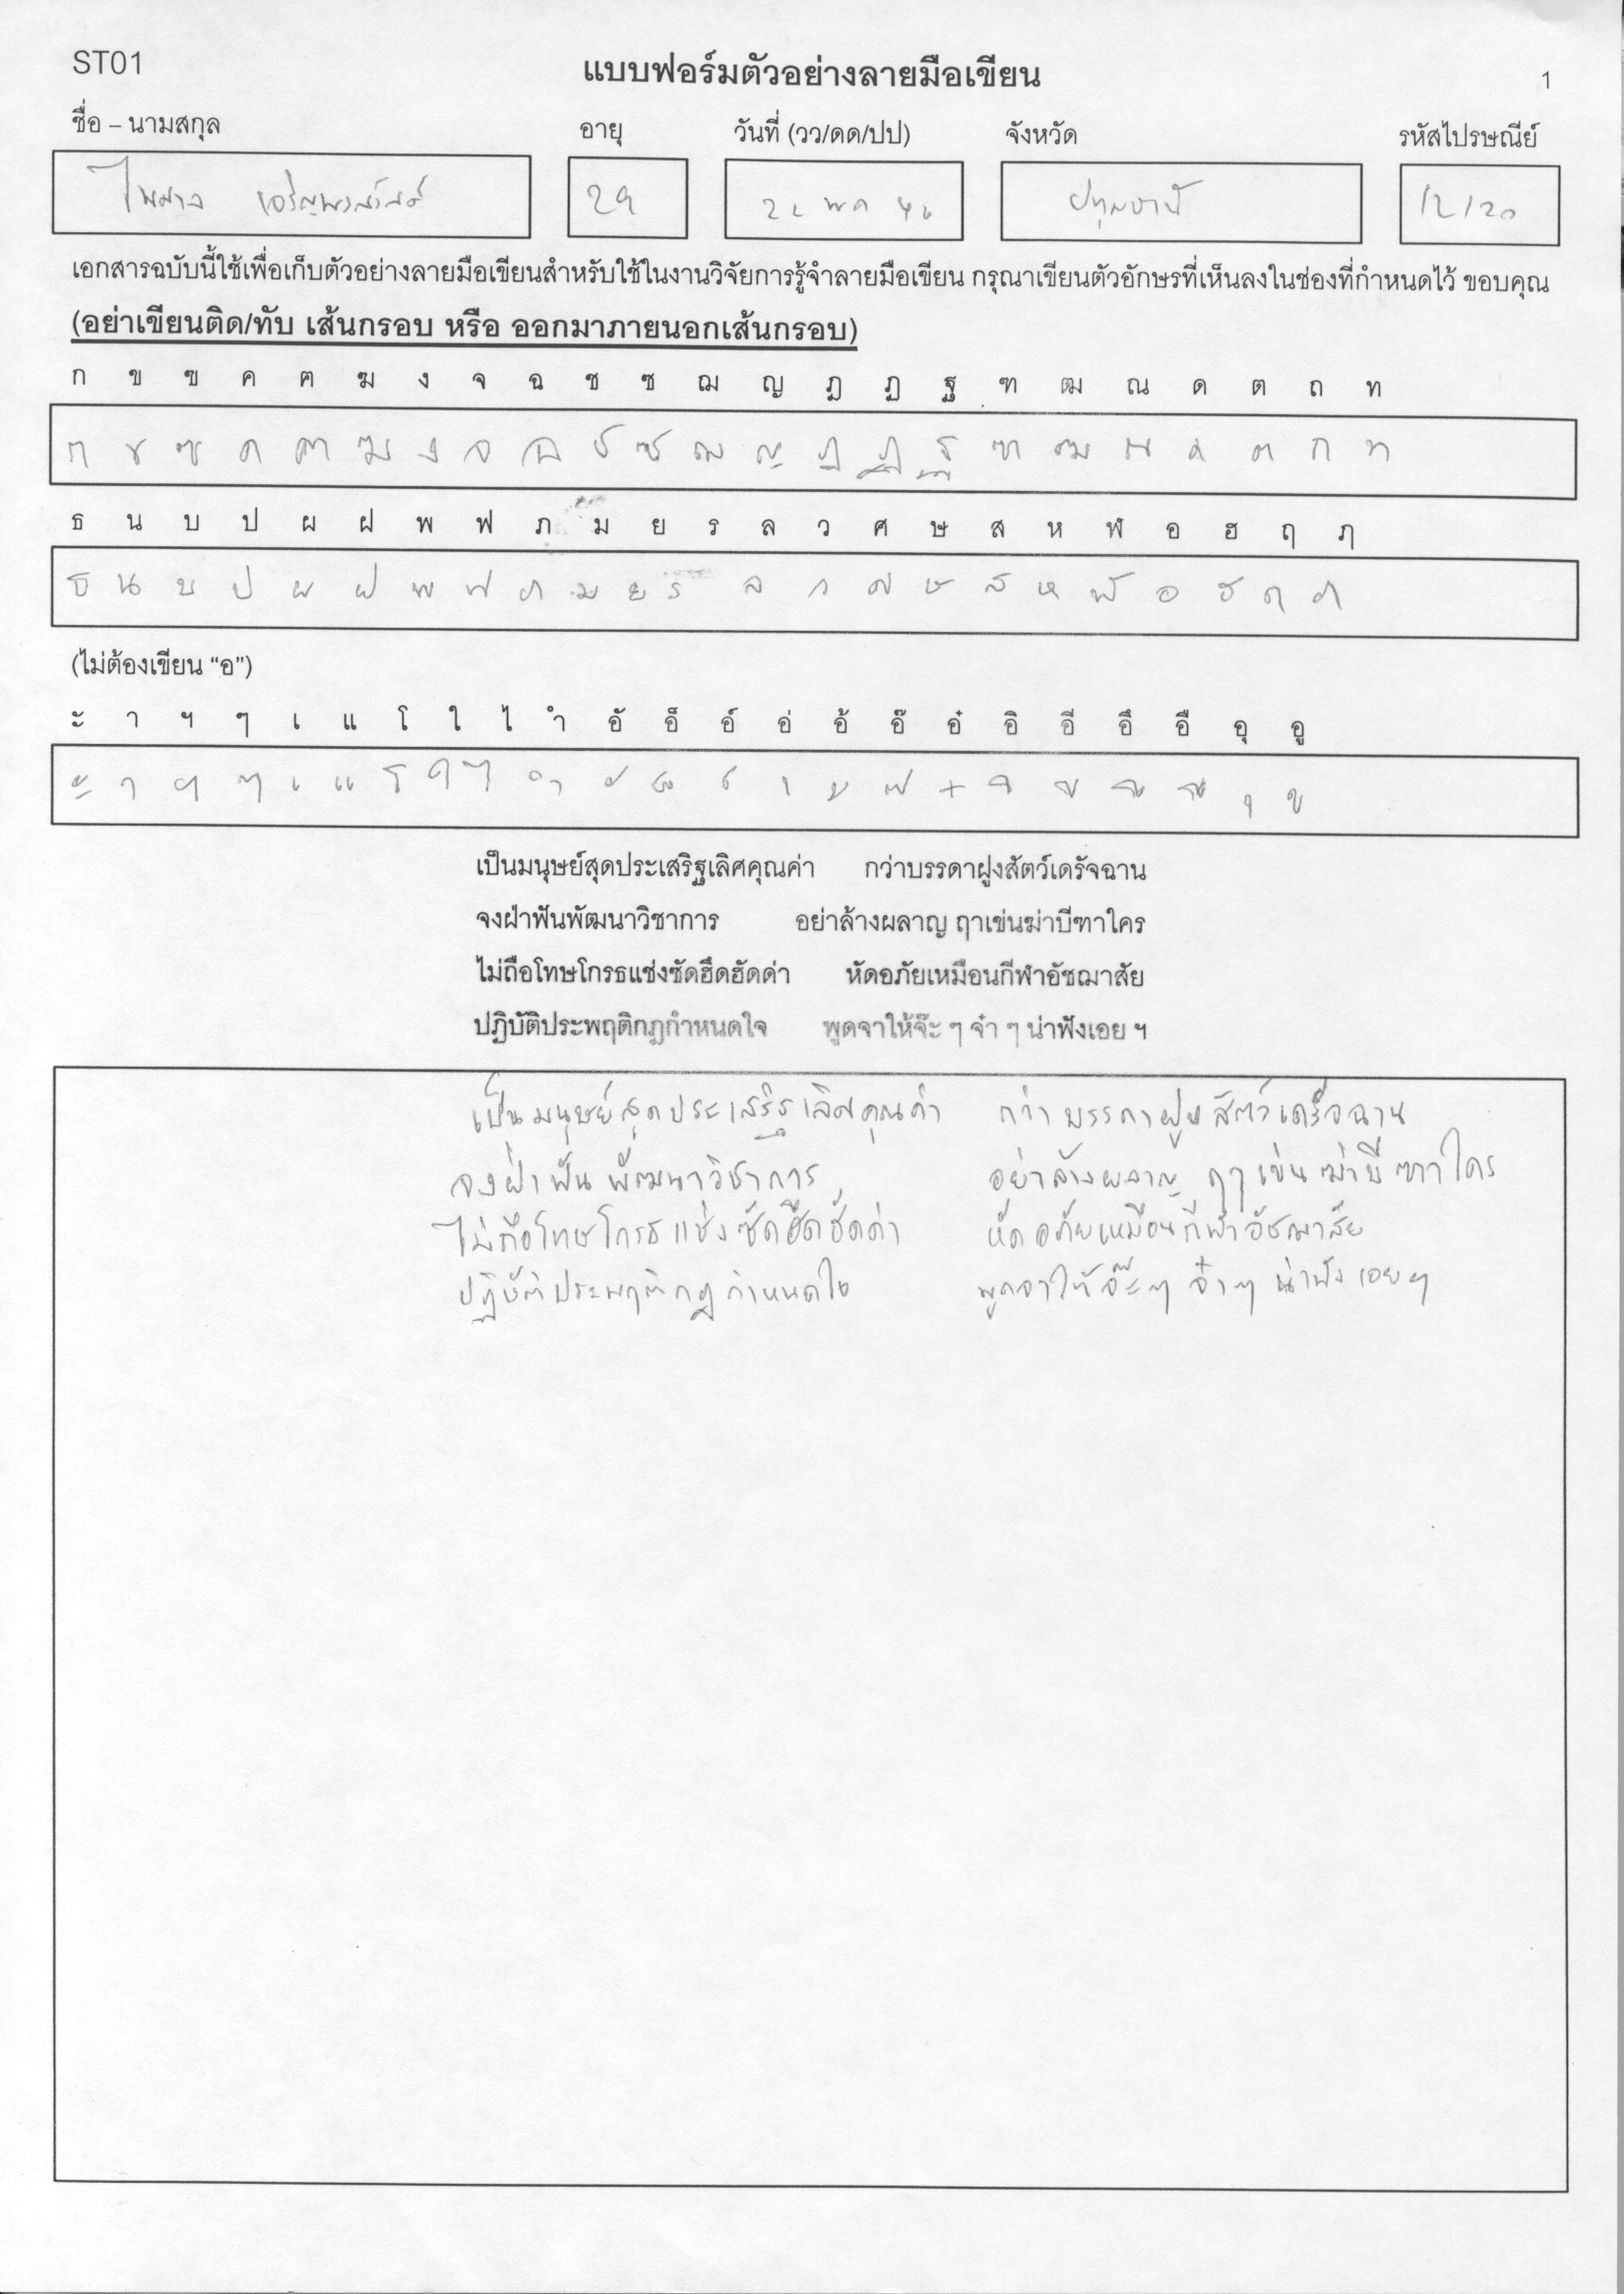 ST01
แบบฟอร์มตัวอย่างลายมือเขียน
1
ชื่อ – นามสกุล อายุ วันที่ (วว/ดด/ปป) จังหวัด รหัสไปรษณีย์
ไพศาล 29 22 พค 46 ปทุมธานี 12120
เอกสารฉบับนี้ใช้เพื่อเก็บตัวอย่างลายมือเขียนสำหรับใช้ในงานวิจัยการรู้จำลายมือเขียน กรุณาเขียนตัวอักษรที่เห็นลงในช่องที่กำหนดไว้ ขอบคุณ
(อย่าเขียนติด/ทับ เส้นกรอบ หรือ ออกมาภายนอกเส้นกรอบ)
ก ข ฃ ค ฅ ฆ ง จ ฉ ช ซ ฌ ญ ฎ ฏ ฐ ฑ ฒ ณ ด ต ถ ท
ก ข ฃ ค ฅ ฆ ง จ ฉ ช ซ ฌ ญ ฎ ฏ ฐ ฑ ฒ ณ ด ต ถ ท
ธ น บ ป ผ ฝ พ ฟ ภ ม ย ร ล ว ศ ษ ส ห ฬ อ ฮ ฤ ภ
ธ น บ ป ผ ฝ พ ฟ ภ ม ย ร ล ว ศ ษ ส ห ฬ อ ฮ ฤ ภ
(ไม่ต้องเขียน “อ”)
ะ า ฯ ๆ เ แ โ ใ ไ ำ อั อ็ อ์ อ่ อ้ อ๊ อ๋ อิ อี อึ อื อุ อู
ะ า ฯ ๆ เ แ โ ใ ไ ำ ั ็ ์ ่ ้ ๊ ๋ ิ ี ึ ื ุ ู
เป็นมนุษย์สุดประเสริฐเลิศคุณค่า กว่าบรรดาฝูงสัตว์เดรัจฉาน
จงฝ่าฟันพัฒนาวิชาการ อย่าล้างผลาญ ฤาเข่นฆ่าบีฑาใคร
ไม่ถือโทษโกรธแช่งซัดฮึดฮัดด่า หัดอภัยเหมือนกีฬาอัชฌาสัย
ปฏิบัติประพฤติกฎกำหนดใจ พูดจาให้จ๊ะ ๆ จ๋า ๆ น่าฟังเอย ฯ
เป็นมนุษย์สุดประเสริฐเลิศคุณค่า กว่าบรรดาฝูงสัตว์เดรัจฉาน
จงฝ่าฟันพัฒนาวิชาการ อย่าล้างผลาญ ฤๅเข่นฆ่าบีฑาใคร
ไม่ถือโทษโกรธแช่งซัดฮึดฮัดด่า หัดอภัยเหมือนกีฬาอัชฌาสัย
ปฏิบัติประพฤติกฎกำหนดใจ พูดจาให้จ๊ะๆ จ๋าๆ น่าฟังเอยฯ